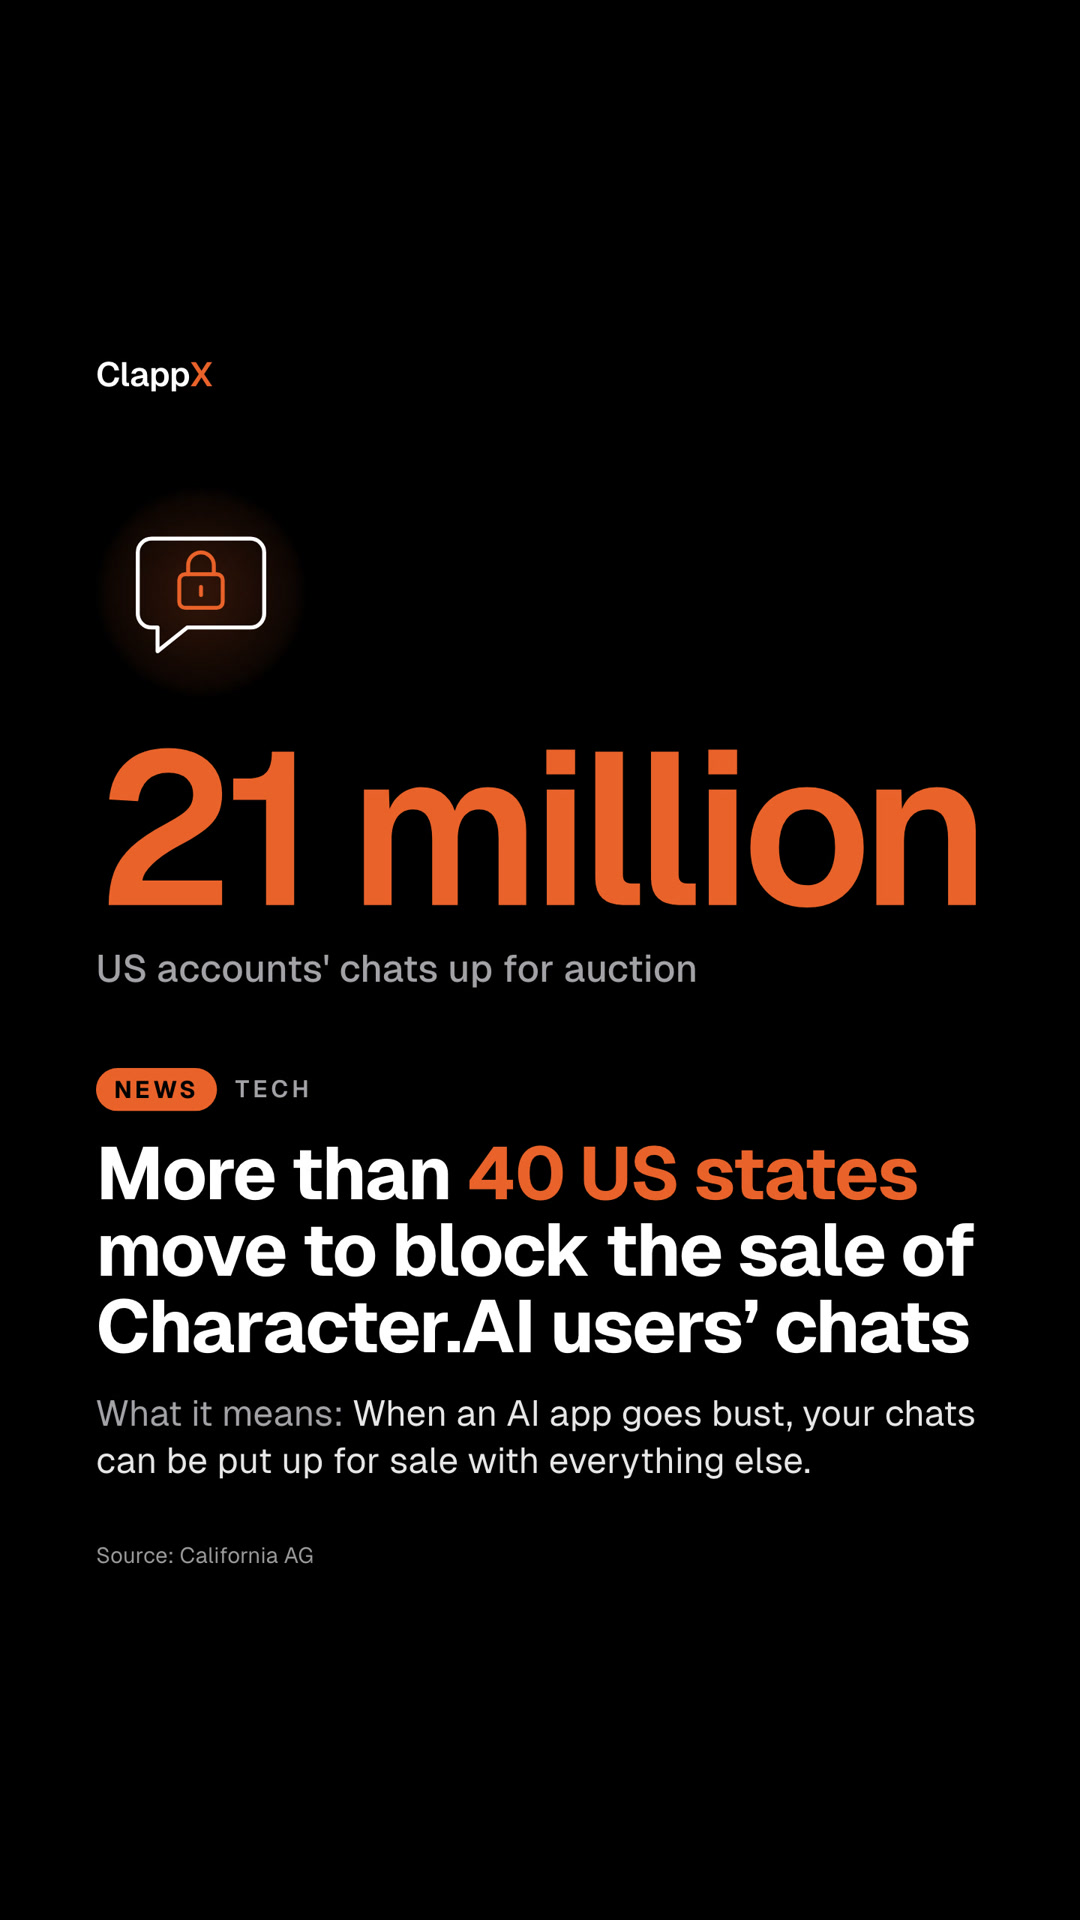 ClappX
21 million
US accounts' chats up for auction
NEWS TECH
More than 40 US states
move to block the sale of
Character.AI users’ chats
What it means: When an AI app goes bust, your chats
can be put up for sale with everything else.
Source: California AG